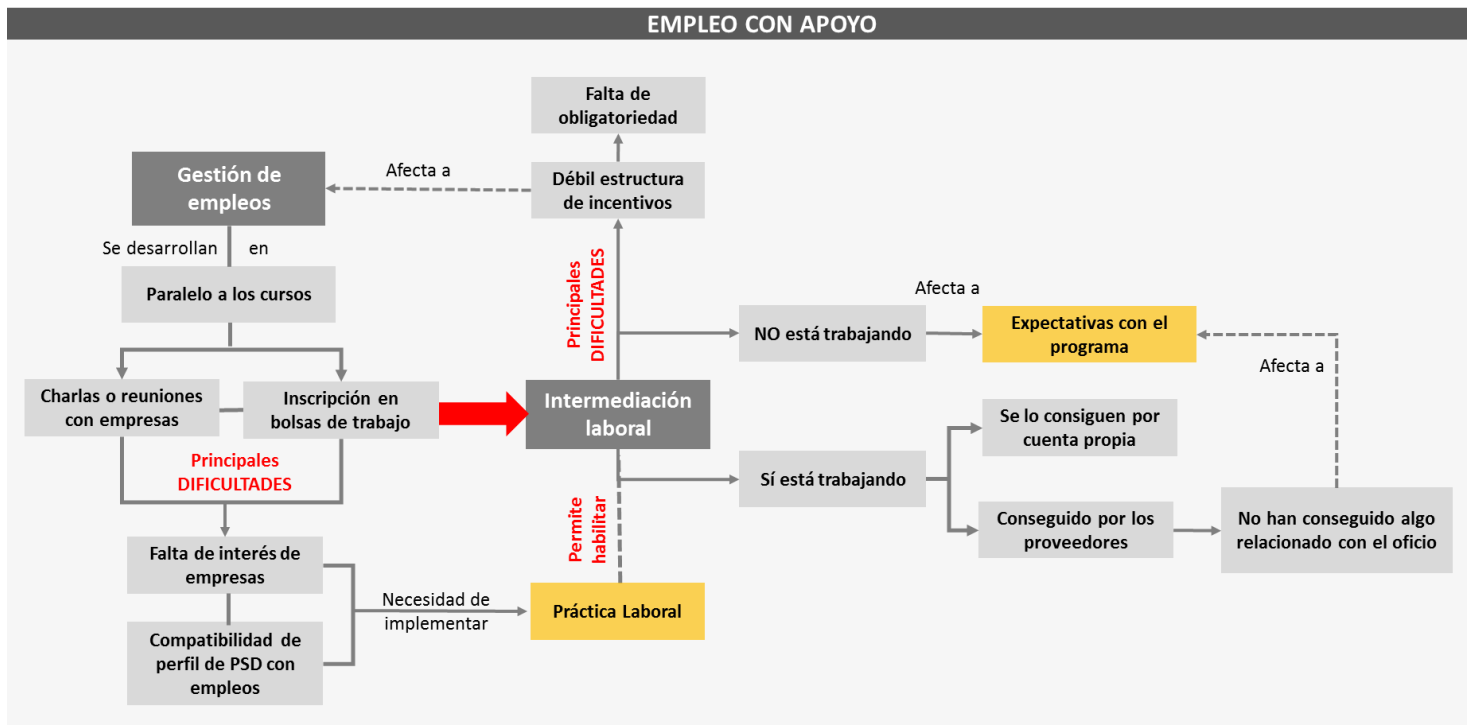 EMPLEO CON APOYO
Falta de
obligatoriedad
Gestión de
empleos
Afecta a
Débil estructura
de incentivos
Se desarrollan en
Paralelo a los cursos
Principales
DIFICULTADES
NO está trabajando
Afecta a
Expectativas con el
programa
Afecta a
Charlas o reuniones
con empresas
Inscripción en
bolsas de trabajo
Intermediación
laboral
Se lo consiguen por
cuenta propia
Principales
DIFICULTADES
Sí está trabajando
Permite
habilitar
Conseguido por los
proveedores
No han conseguido algo
relacionado con el oficio
Falta de interés de
empresas
Necesidad de
implementar
Práctica Laboral
Compatibilidad de
perfil de PSD con
empleos